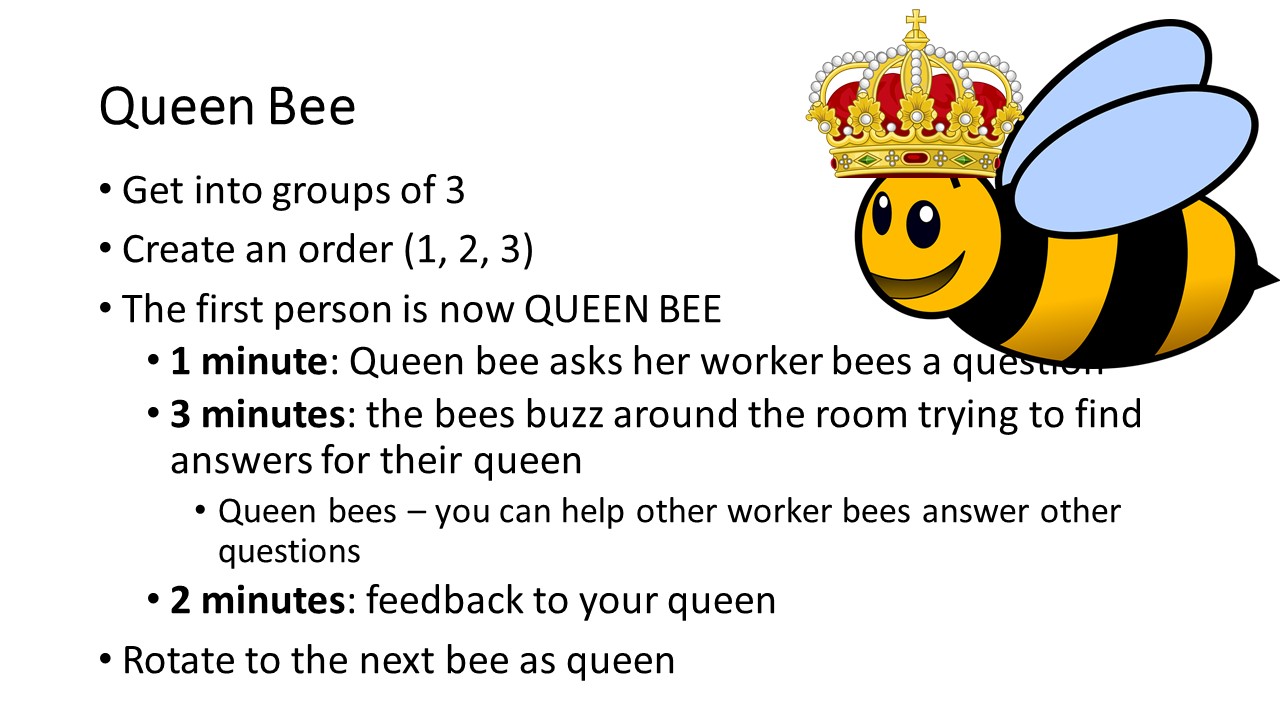 Queen Bee
• Get into groups of 3
• Create an order (1, 2, 3)
• The first person is now QUEEN BEE
• 1 minute: Queen bee asks her worker bees a question
• 3 minutes: the bees buzz around the room trying to find
answers for their queen
• Queen bees – you can help other worker bees answer other
questions
• 2 minutes: feedback to your queen
• Rotate to the next bee as queen